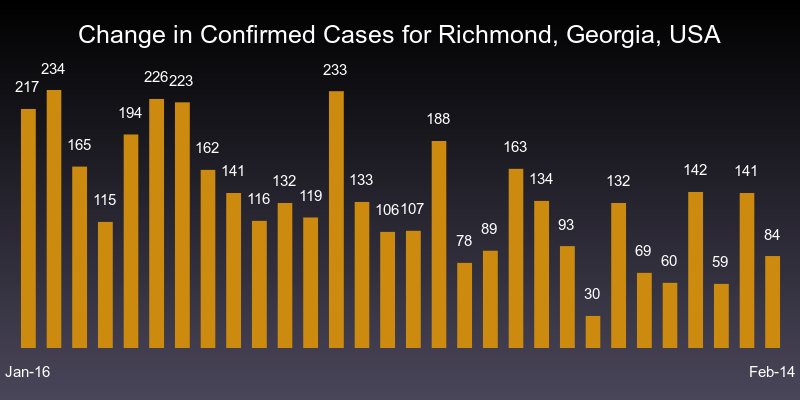 Change in Confirmed Cases for Richmond, Georgia, USA
217 234 165 115 194 226 223 162 141 116 132 119 233 133 106 107 188 78 89 163 134 93 30 132 69 60 142 59 141 84
Jan-16 Feb-14